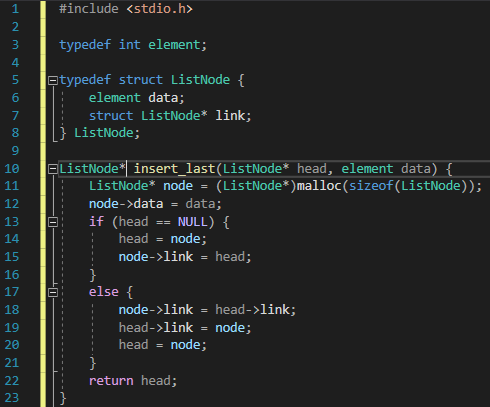 1 #include <stdio.h>
2
3 typedef int element;
4
5 typedef struct ListNode {
6     element data;
7     struct ListNode* link;
8 } ListNode;
9
10 ListNode* insert_last(ListNode* head, element data) {
11     ListNode* node = (ListNode*)malloc(sizeof(ListNode));
12     node->data = data;
13     if (head == NULL) {
14         head = node;
15         node->link = head;
16     }
17     else {
18         node->link = head->link;
19         head->link = node;
20         head = node;
21     }
22     return head;
23 }